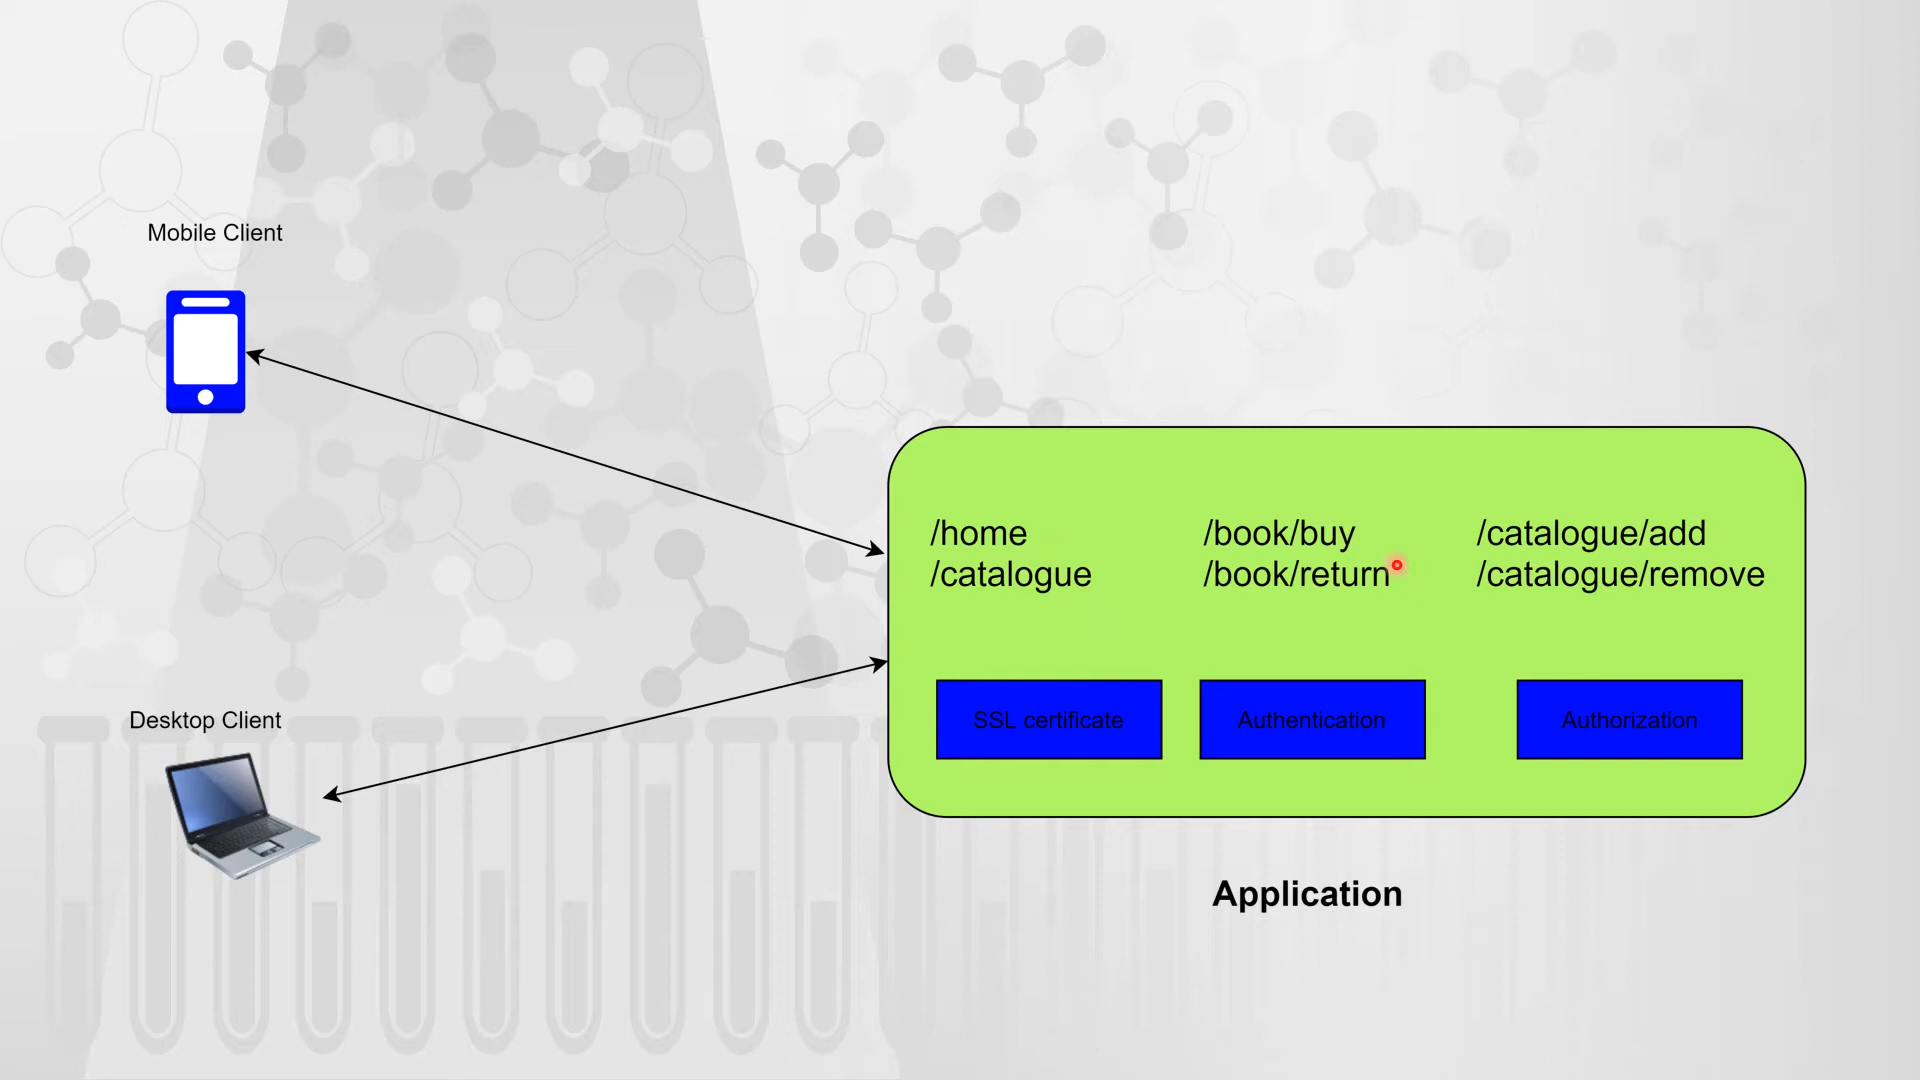 Mobile Client
/home
/catalogue
/book/buy
/book/return
/catalogue/add
/catalogue/remove
Desktop Client
SSL certificate
Authentication
Authorization
Application